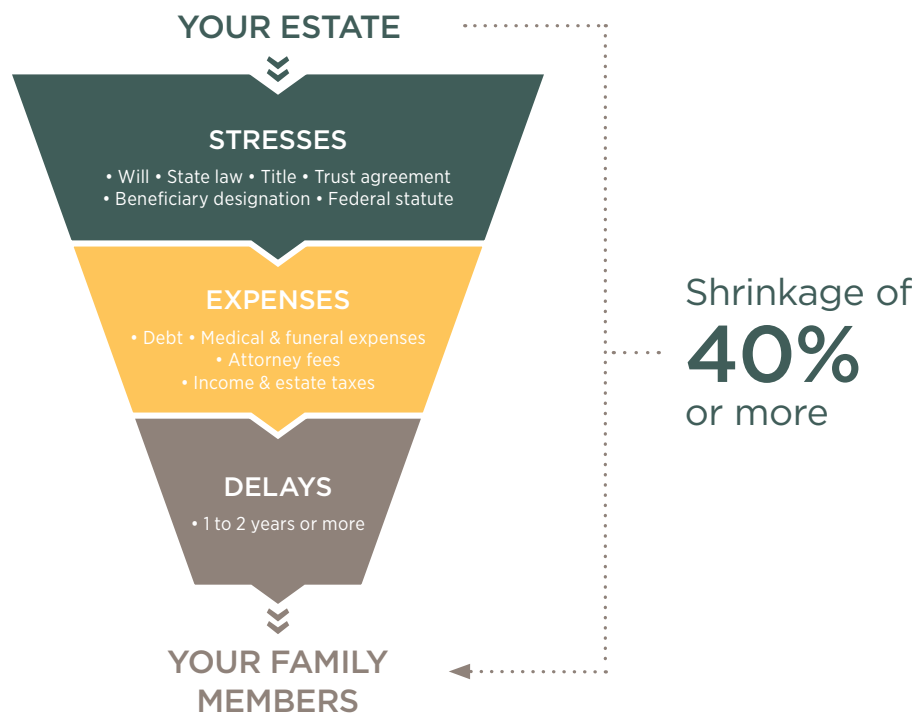 YOUR ESTATE
STRESSES
• Will • State law • Title • Trust agreement
• Beneficiary designation • Federal statute
EXPENSES
• Debt • Medical & funeral expenses
• Attorney fees
• Income & estate taxes
DELAYS
• 1 to 2 years or more
YOUR FAMILY
MEMBERS
Shrinkage of
40%
or more